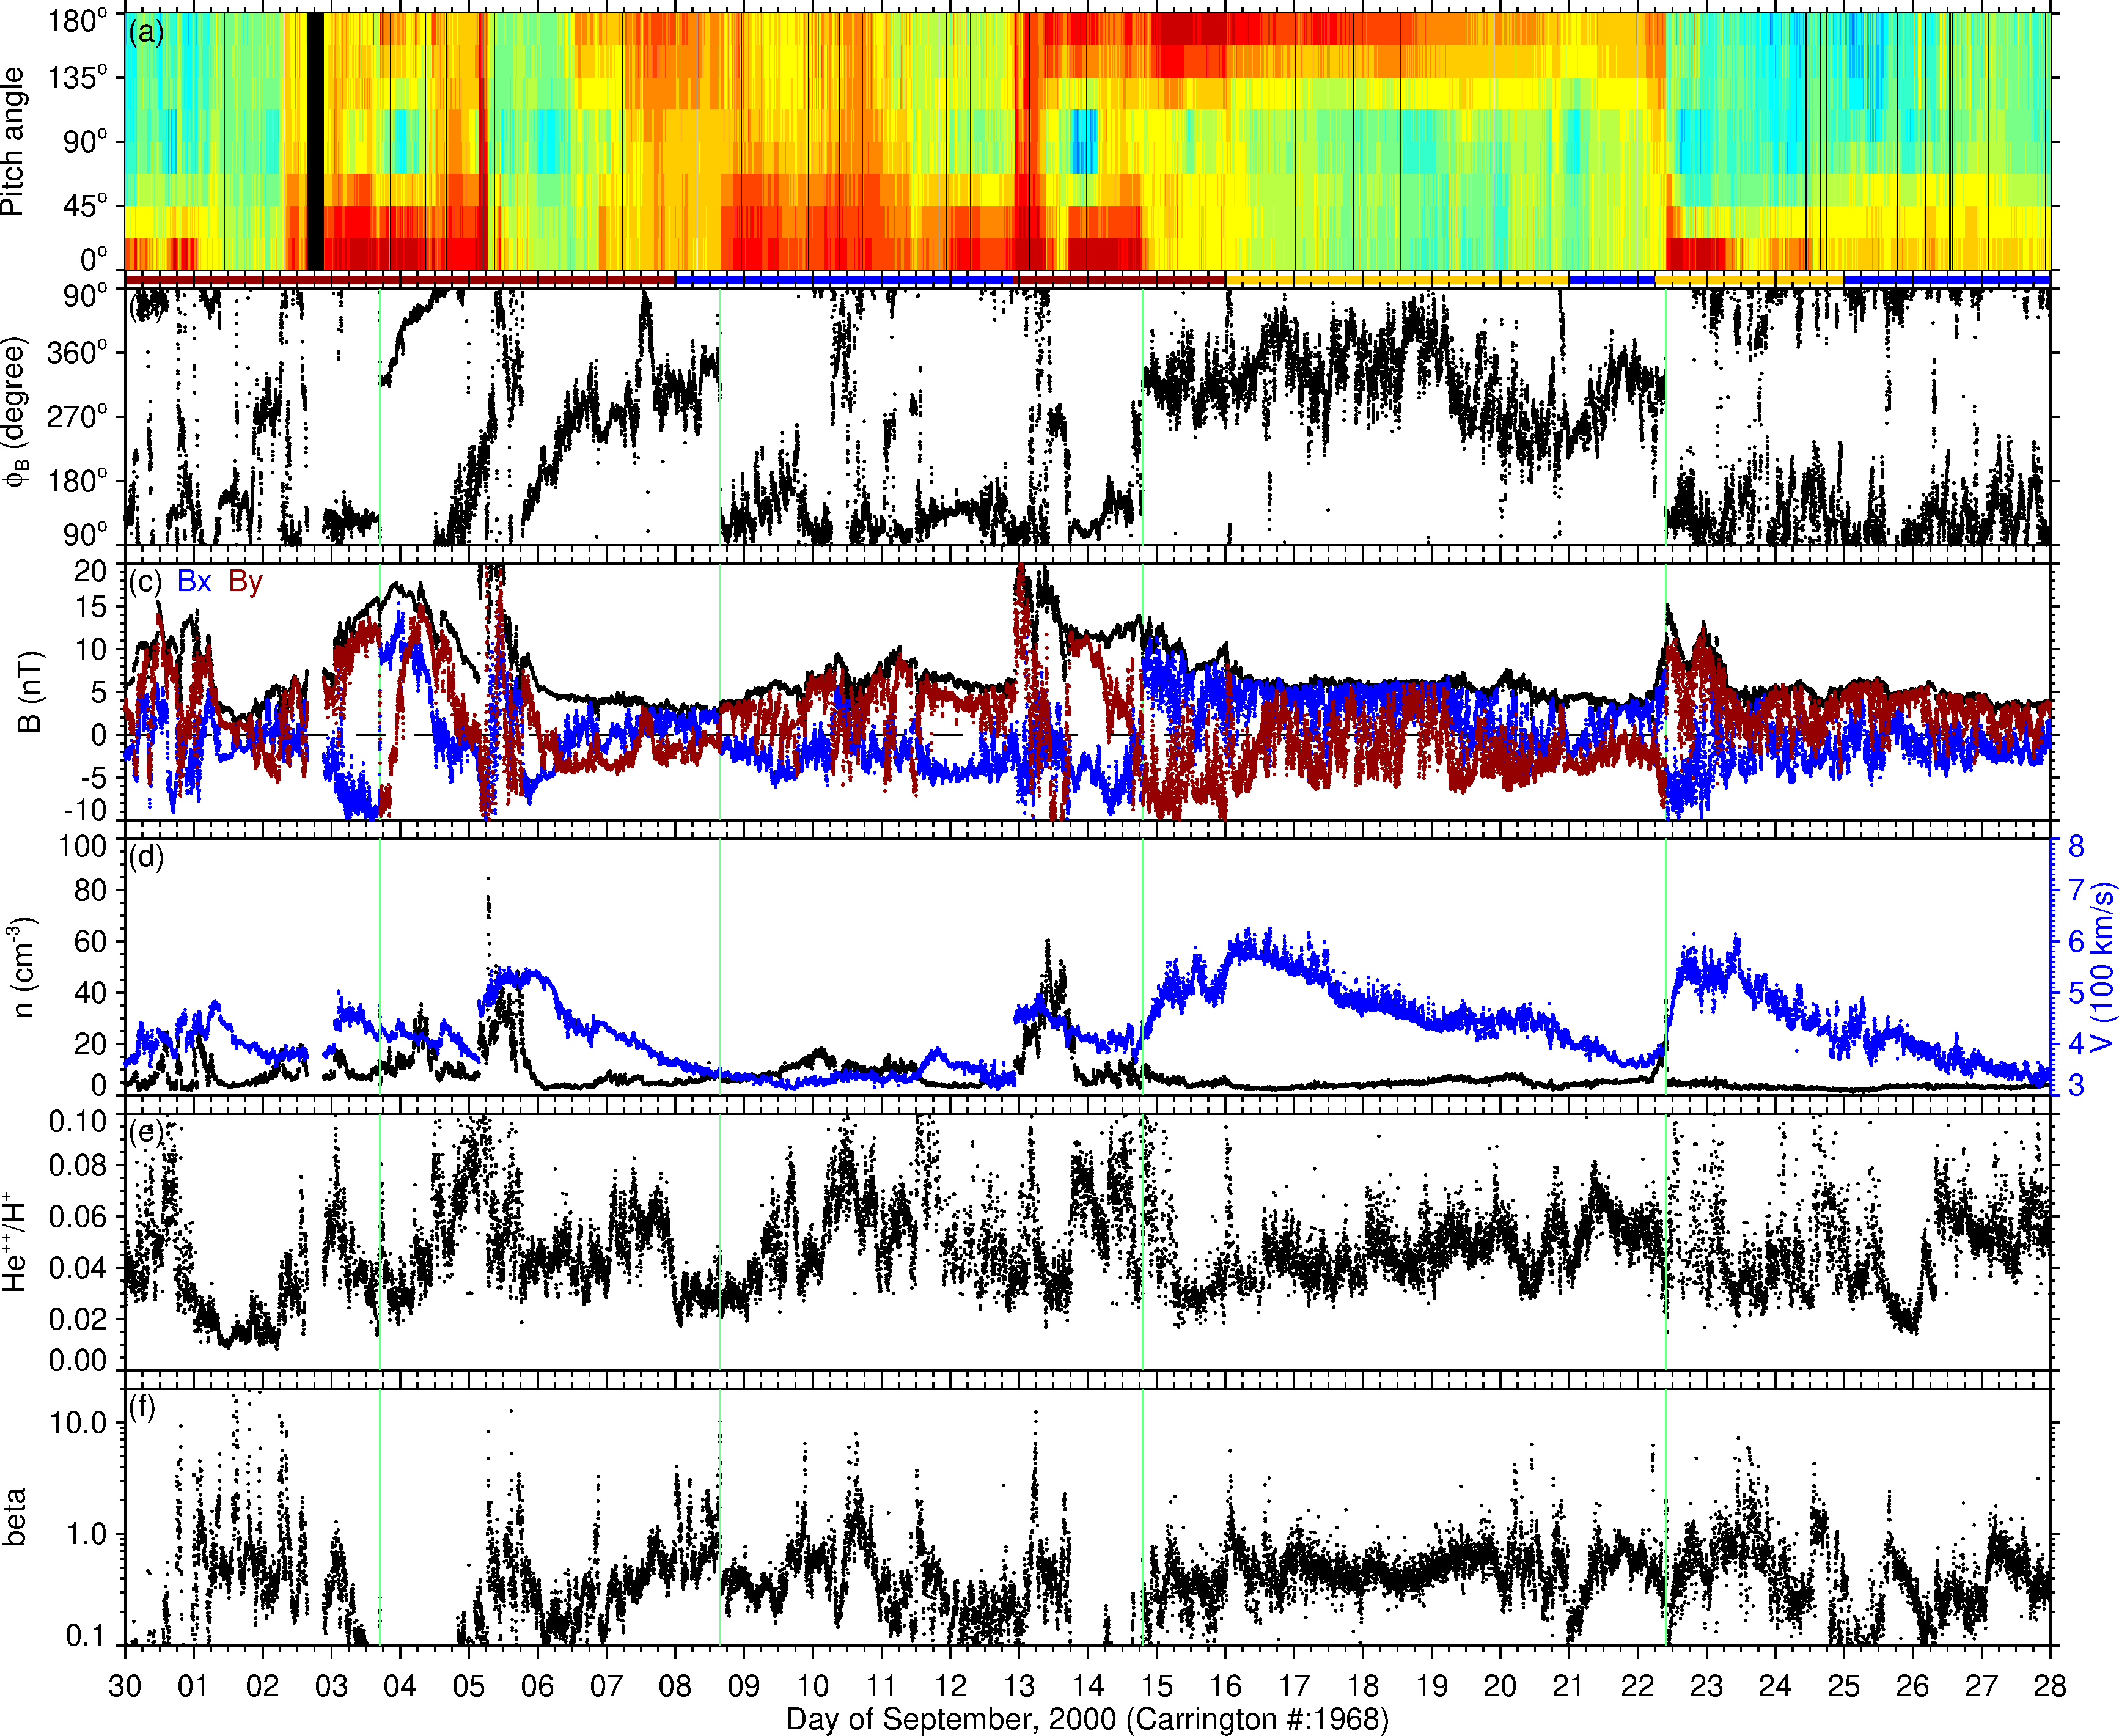 (a)
180°
135°
90°
45°
0°
Pitch angle
90°
360°
270°
180°
90°
ϕB (degree)
(c) Bx By
20
15
10
5
0
-5
-10
B (nT)
(d)
100
80
60
40
20
0
n (cm-3)
8
7
6
5
4
3
V (100 km/s)
(e)
0.10
0.08
0.06
0.04
0.02
0.00
He++/H+
(f)
10.0
1.0
0.1
beta
30 01 02 03 04 05 06 07 08 09 10 11 12 13 14 15 16 17 18 19 20 21 22 23 24 25 26 27 28
Day of September, 2000 (Carrington #:1968)